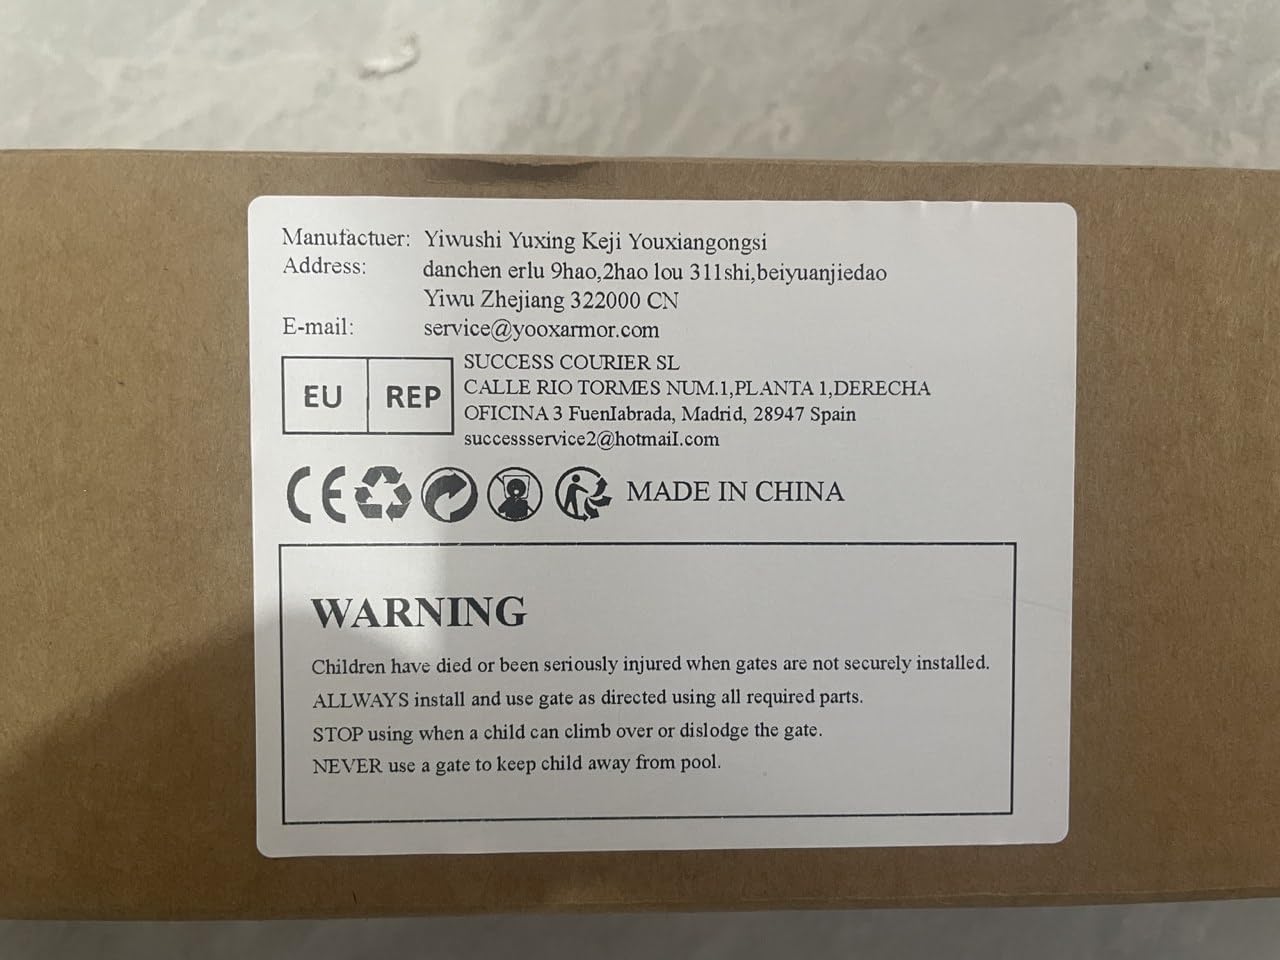 Manufactuer: Yiwushi Yuxing Keji Youxiangongsi
Address: danchen erlu 9hao,2hao lou 311shi,beiyuanjiedao
Yiwu Zhejiang 322000 CN
E-mail: service@yooxarmor.com
EU REP
SUCCESS COURIER SL
CALLE RIO TORMES NUM.1,PLANTA 1,DERECHA
OFICINA 3 FuenIabrada, Madrid, 28947 Spain
successservice2@hotmaiI.com
CE MADE IN CHINA
WARNING
Children have died or been seriously injured when gates are not securely installed.
ALLWAYS install and use gate as directed using all required parts.
STOP using when a child can climb over or dislodge the gate.
NEVER use a gate to keep child away from pool.